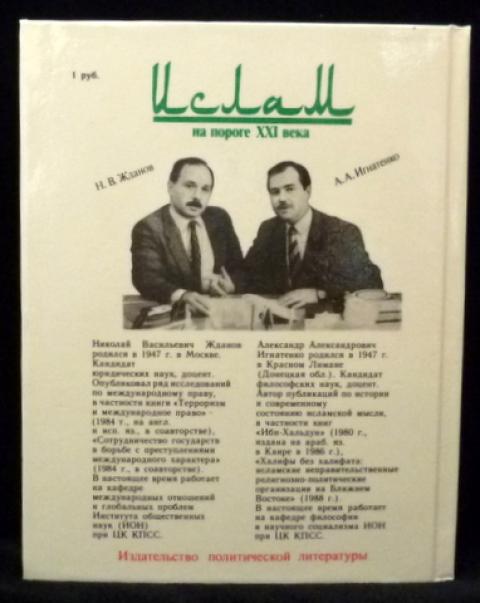 1 руб.
Ислам
на пороге XXI века
Н. В. Жданов
А. А. Игнатенко
Николай Васильевич Жданов
родился в 1947 г. в Москве.
Кандидат
юридических наук, доцент.
Опубликовал ряд исследований
по международному праву,
в частности книги «Терроризм
и международное право»
(1984 г., на англ.
и исп. яз., в соавторстве),
«Сотрудничество государств
в борьбе с преступлениями
международного характера»
(1984 г., в соавторстве).
В настоящее время работает
на кафедре
международных отношений
и глобальных проблем
Института общественных
наук (ИОН)
при ЦК КПСС.
Александр Александрович
Игнатенко родился в 1947 г.
в Красном Лимане
(Донецкая обл.). Кандидат
философских наук, доцент.
Автор публикаций по истории
и современному
состоянию исламской мысли,
в частности книг
«Ибн-Хальдун» (1980 г.,
издана на араб. яз.
в Каире в 1986 г.),
«Халифы без халифата:
исламские неправительственные
религиозно-политические
организации на Ближнем
Востоке» (1988 г.).
В настоящее время работает
на кафедре философии
и научного социализма ИОН
при ЦК КПСС.
Издательство политической литературы